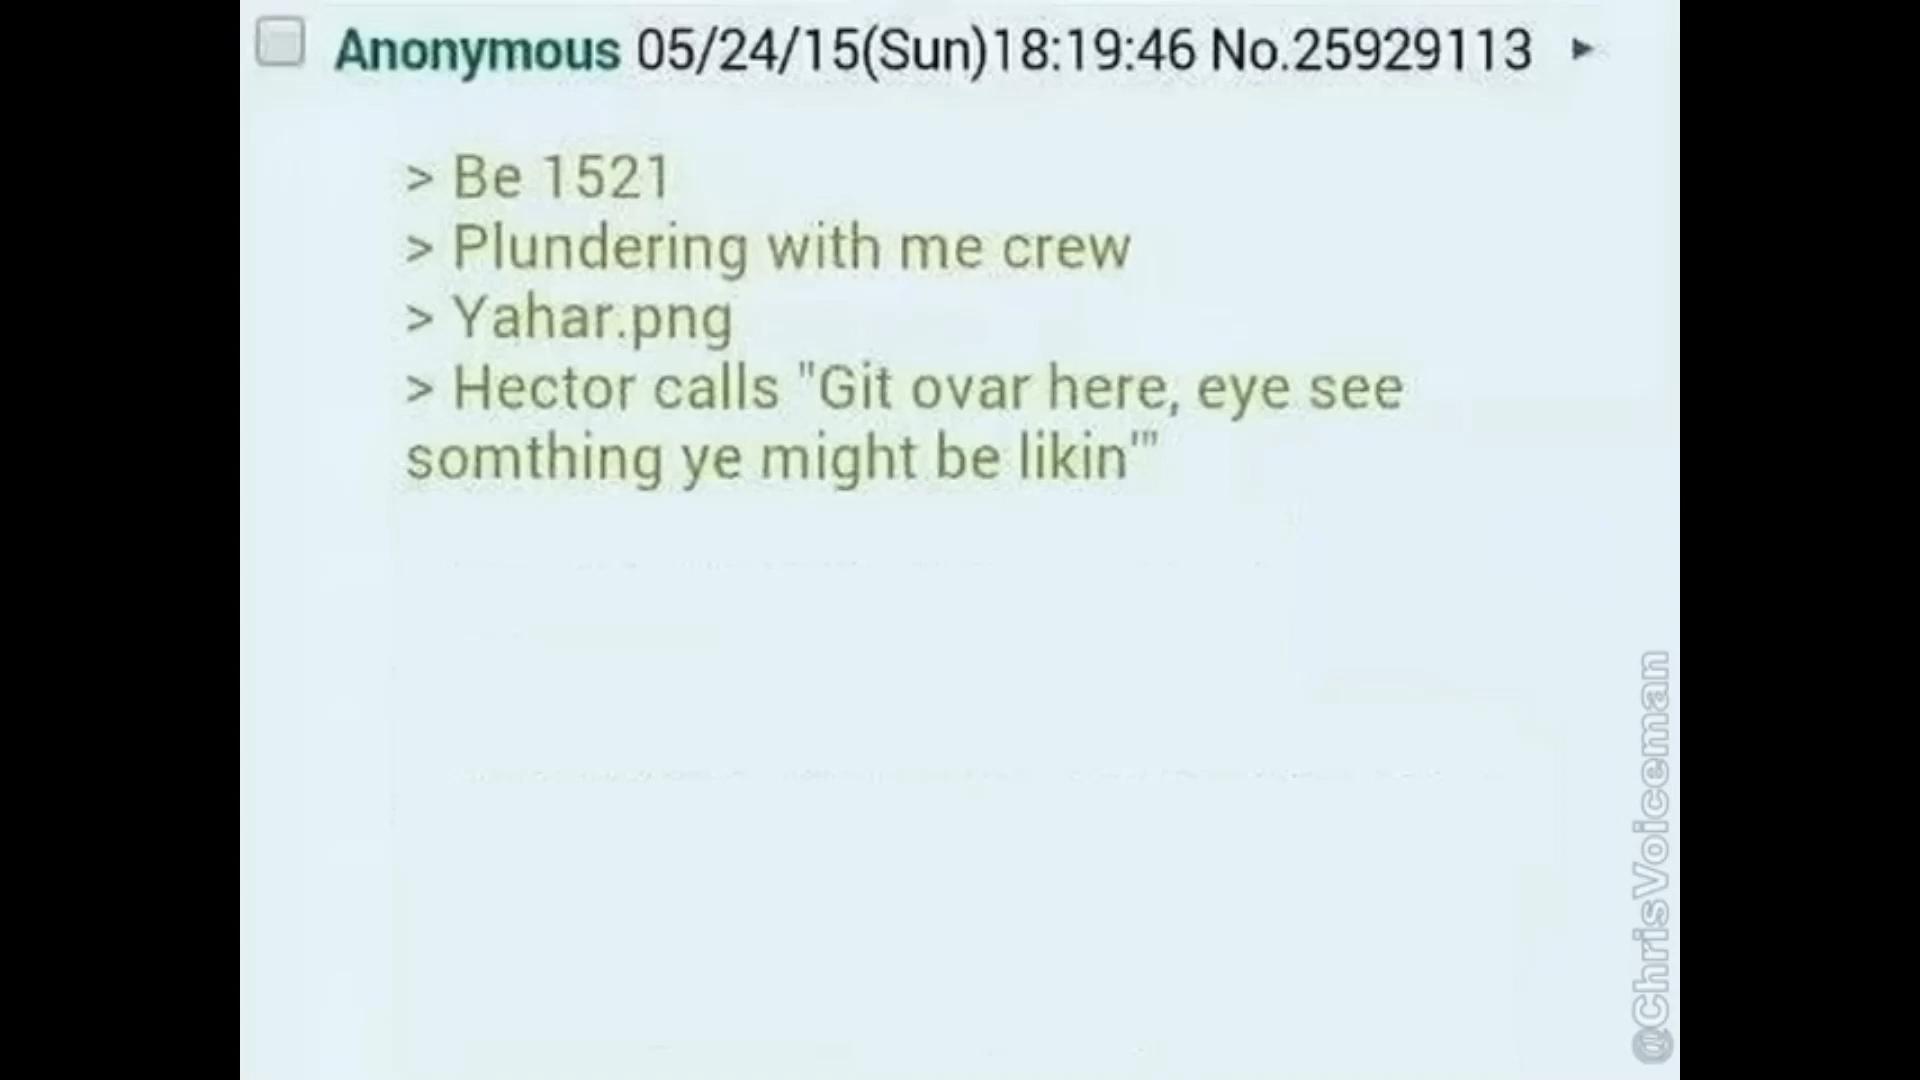 Anonymous 05/24/15(Sun)18:19:46 No.25929113 ▸
> Be 1521
> Plundering with me crew
> Yahar.png
> Hector calls "Git ovar here, eye see
somthing ye might be likin'"
@ChrisVoiceman